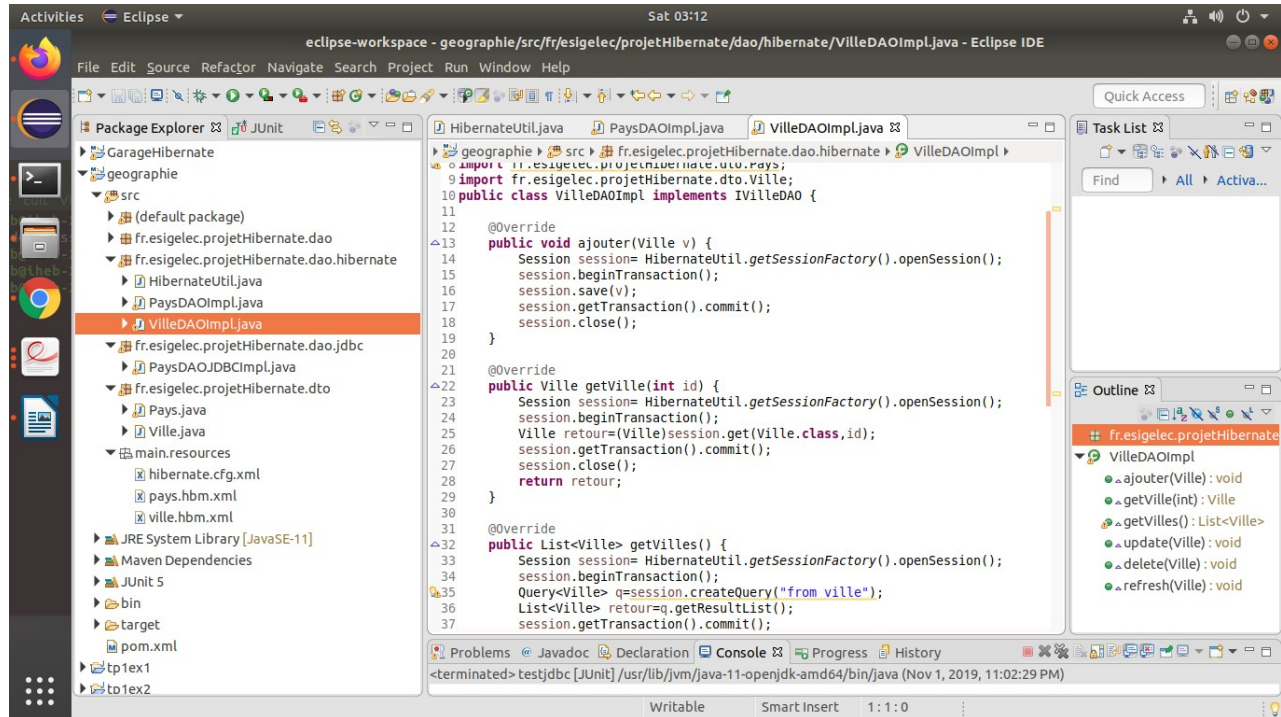 Activities Eclipse Sat 03:12
eclipse-workspace - geographie/src/fr/esigelec/projetHibernate/dao/hibernate/VilleDAOImpl.java - Eclipse IDE
File Edit Source Refactor Navigate Search Project Run Window Help
Quick Access
Package Explorer JUnit
GarageHibernate
geographie
src
(default package)
fr.esigelec.projetHibernate.dao
fr.esigelec.projetHibernate.dao.hibernate
HibernateUtil.java
PaysDAOImpl.java
VilleDAOImpl.java
fr.esigelec.projetHibernate.dao.jdbc
PaysDAOJDBCImpl.java
fr.esigelec.projetHibernate.dto
Pays.java
Ville.java
main.resources
hibernate.cfg.xml
pays.hbm.xml
ville.hbm.xml
JRE System Library [JavaSE-11]
Maven Dependencies
JUnit 5
bin
target
pom.xml
tp1ex1
tp1ex2
HibernateUtil.java PaysDAOImpl.java VilleDAOImpl.java
geographie src fr.esigelec.projetHibernate.dao.hibernate VilleDAOImpl
8 import fr.esigelec.projetHibernate.dto.Pays;
9 import fr.esigelec.projetHibernate.dto.Ville;
10 public class VilleDAOImpl implements IVilleDAO {
11
12 @Override
13 public void ajouter(Ville v) {
14 Session session= HibernateUtil.getSessionFactory().openSession();
15 session.beginTransaction();
16 session.save(v);
17 session.getTransaction().commit();
18 session.close();
19 }
20
21 @Override
22 public Ville getVille(int id) {
23 Session session= HibernateUtil.getSessionFactory().openSession();
24 session.beginTransaction();
25 Ville retour=(Ville)session.get(Ville.class,id);
26 session.getTransaction().commit();
27 session.close();
28 return retour;
29 }
30
31 @Override
32 public List<Ville> getVilles() {
33 Session session= HibernateUtil.getSessionFactory().openSession();
34 session.beginTransaction();
35 Query<Ville> q=session.createQuery("from ville");
36 List<Ville> retour=q.getResultList();
37 session.getTransaction().commit();
Task List
Find All Activa...
Outline
fr.esigelec.projetHibernate
VilleDAOImpl
ajouter(Ville) : void
getVille(int) : Ville
getVilles() : List<Ville>
update(Ville) : void
delete(Ville) : void
refresh(Ville) : void
Problems Javadoc Declaration Console Progress History
<terminated> testjdbc [JUnit] /usr/lib/jvm/java-11-openjdk-amd64/bin/java (Nov 1, 2019, 11:02:29 PM)
Writable Smart Insert 1 : 1 : 0